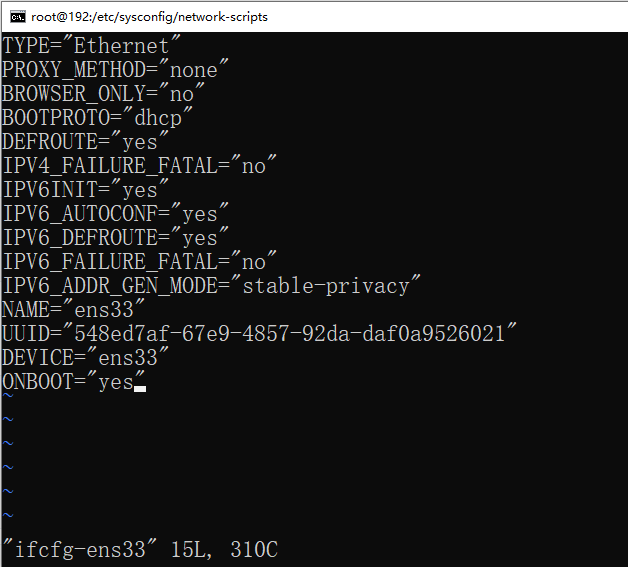 root@192:/etc/sysconfig/network-scripts
TYPE="Ethernet"
PROXY_METHOD="none"
BROWSER_ONLY="no"
BOOTPROTO="dhcp"
DEFROUTE="yes"
IPV4_FAILURE_FATAL="no"
IPV6INIT="yes"
IPV6_AUTOCONF="yes"
IPV6_DEFROUTE="yes"
IPV6_FAILURE_FATAL="no"
IPV6_ADDR_GEN_MODE="stable-privacy"
NAME="ens33"
UUID="548ed7af-67e9-4857-92da-daf0a9526021"
DEVICE="ens33"
ONBOOT="yes"
~
~
~
~
~
~
"ifcfg-ens33" 15L, 310C